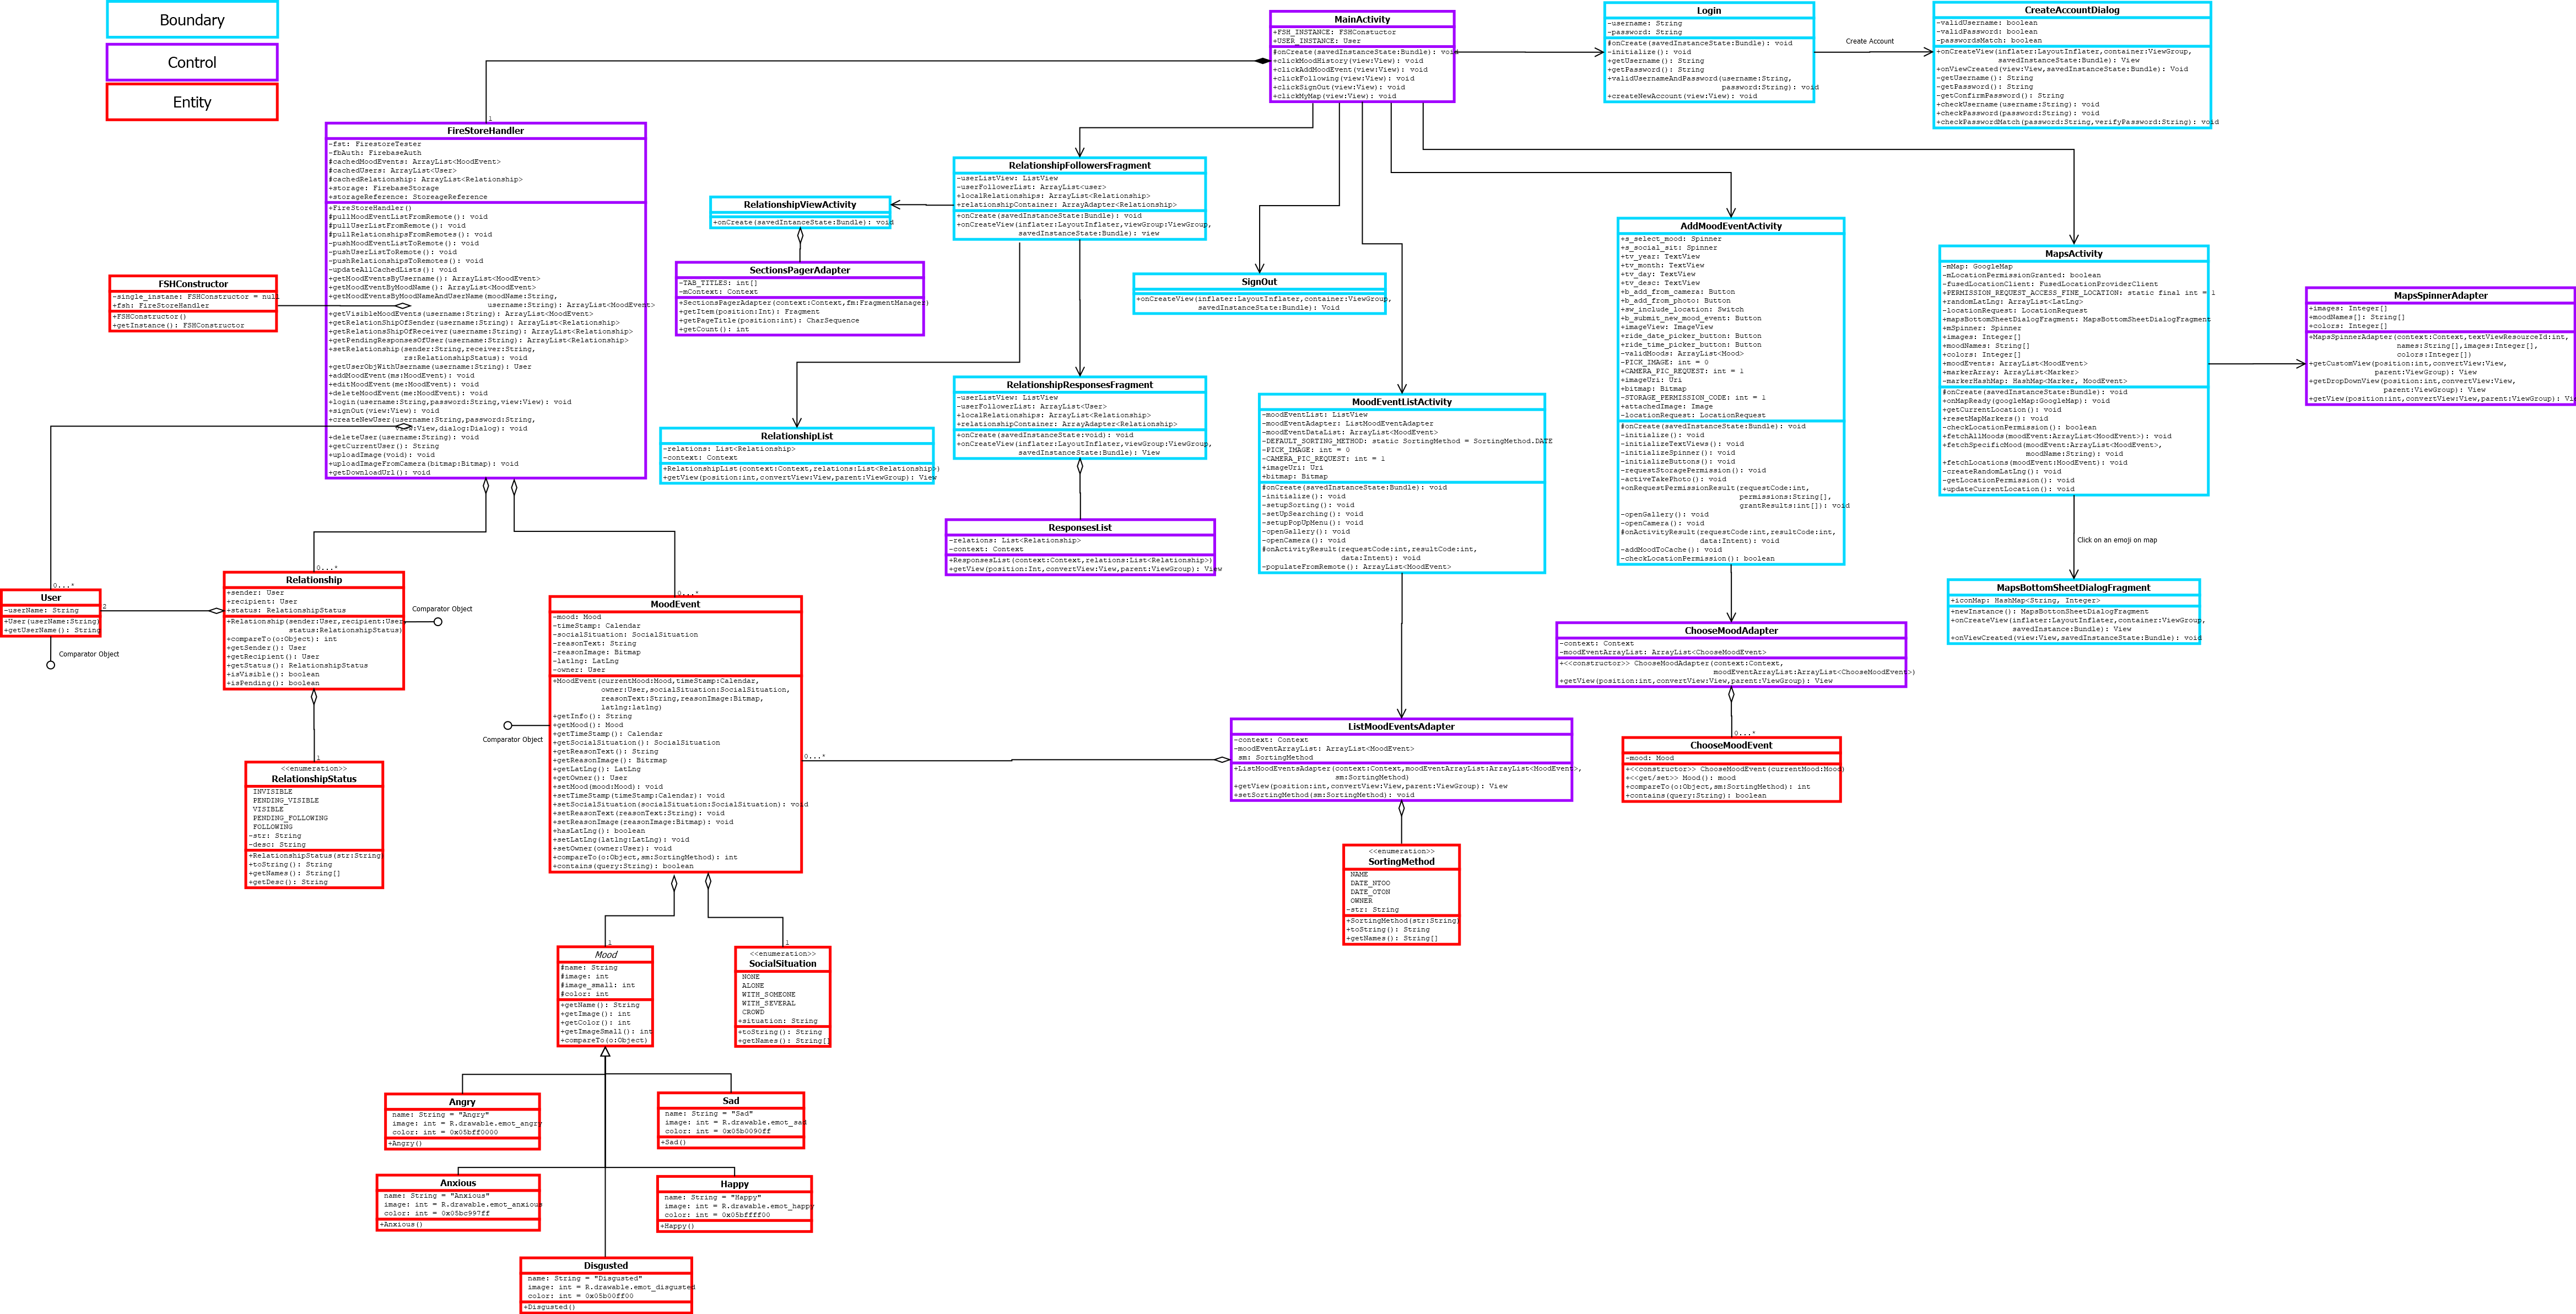 Boundary
Control
Entity
MainActivity
+FSH_INSTANCE: FSHConstuctor
+USER_INSTANCE: User
#onCreate(savedInstanceState:Bundle): void
+clickMoodHistory(view:View): void
+clickAddMoodEvent(view:View): void
+clickFollowing(view:View): void
+clickSignOut(view:View): void
+clickMyMap(view:View): void
Login
-username: String
-password: String
#onCreate(savedInstanceState:Bundle): void
-initialize(): void
+getUsername(): String
+getPassword(): String
+validUsernameAndPassword(username:String,
password:String): void
+createNewAccount(view:View): void
Create Account
CreateAccountDialog
-validUsername: boolean
-validPassword: boolean
-passwordsMatch: boolean
+onCreateView(inflater:LayoutInflater,container:ViewGroup,
savedInstanceState:Bundle): View
+onViewCreated(view:View,savedInstanceState:Bundle): Void
-getUsername(): String
-getPassword(): String
-getConfirmPassword(): String
+checkUsername(username:String): void
+checkPassword(password:String): void
+checkPasswordMatch(password:String,verifyPassword:String): void
1
FireStoreHandler
-fst: FirestoreTester
-fbAuth: FirebaseAuth
#cachedMoodEvents: ArrayList<MoodEvent>
#cachedUsers: ArrayList<User>
#cachedRelationship: ArrayList<Relationship>
+storage: FirebaseStorage
+storageReference: StoreageReference
+FireStoreHandler()
#pullMoodEventListFromRemote(): void
#pullUserListFromRemote(): void
#pullRelationshipsFromRemotes(): void
-pushMoodEventListToRemote(): void
-pushUserListToRemote(): void
-pushRelationshipsToRemotes(): void
-updateAllCachedLists(): void
+getMoodEventsByUsername(): ArrayList<MoodEvent>
+getMoodEventByMoodName(): ArrayList<MoodEvent>
+getMoodEventsByMoodNameAndUserName(moodName:String,
username:String): ArrayList<MoodEvent>
+getVisibleMoodEvents(username:String): ArrayList<MoodEvent>
+getRelationShipOfSender(username:String): ArrayList<Relationship>
+getRelationShipOfReceiver(username:String): ArrayList<Relationship>
+getPendingResponsesOfUser(username:String): ArrayList<Relationship>
+setRelationship(sender:String,receiver:String,
rs:RelationshipStatus): void
+getUserObjWithUsername(username:String): User
+addMoodEvent(ms:MoodEvent): void
+editMoodEvent(me:MoodEvent): void
+deleteMoodEvent(me:MoodEvent): void
+login(username:String,password:String,view:View): void
+signOut(view:View): void
+createNewUser(username:String,password:String,
view:View,dialog:Dialog): void
+deleteUser(username:String): void
+getCurrentUser(): String
+uploadImage(void): void
+uploadImageFromCamera(bitmap:Bitmap): void
+getDownloadUrl(): void
FSHConstructor
-single_instane: FSHConstructor = null
+fsh: FireStoreHandler
+FSHConstructor()
+getInstance(): FSHConstructor
RelationshipFollowersFragment
-userListView: ListView
-userFollowerList: ArrayList<user>
+localRelationships: ArrayList<Relationship>
+relationshipContainer: ArrayAdapter<Relationship>
+onCreate(savedInstanceState:Bundle): void
+onCreateView(inflater:LayoutInflater,viewGroup:ViewGroup,
savedInstanceState:Bundle): view
RelationshipViewActivity
+onCreate(savedIntanceState:Bundle): void
SectionsPagerAdapter
-TAB_TITLES: int[]
-mContext: Context
+SectionsPagerAdapter(context:Context,fm:FragmentManager)
+getItem(position:Int): Fragment
+getPageTitle(position:int): CharSequence
+getCount(): int
SignOut
+onCreateView(inflater:LayoutInflater,container:ViewGroup,
savedInstanceState:Bundle): Void
RelationshipResponsesFragment
-userListView: ListView
-userFollowerList: ArrayList<User>
+localRelationships: ArrayList<Relationship>
+relationshipContainer: ArrayAdapter<Relationship>
+onCreate(savedInstanceState:void): void
+onCreateView(inflater:LayoutInflater,viewGroup:ViewGroup,
savedInstanceState:Bundle): View
RelationshipList
-relations: List<Relationship>
-context: Context
+RelationshipList(context:Context,relations:List<Relationship>)
+getView(position:int,convertView:View,parent:ViewGroup): View
ResponsesList
-relations: List<Relationship>
-context: Context
+ResponsesList(context:Context,relations:List<Relationship>)
+getView(position:Int,convertView:View,parent:ViewGroup): View
MoodEventListActivity
-moodEventList: ListView
-moodEventAdapter: ListMoodEventAdapter
-moodEventDataList: ArrayList<MoodEvent>
-DEFAULT_SORTING_METHOD: static SortingMethod = SortingMethod.DATE
-PICK_IMAGE: int = 0
-CAMERA_PIC_REQUEST: int = 1
+imageUri: Uri
+bitmap: Bitmap
#onCreate(savedInstanceState:Bundle): void
-initialize(): void
-setupSorting(): void
-setUpSearching(): void
-setupPopUpMenu(): void
-openGallery(): void
-openCamera(): void
#onActivityResult(requestCode:int,resultCode:int,
data:Intent): void
-populateFromRemote(): ArrayList<MoodEvent>
AddMoodEventActivity
+s_select_mood: Spinner
+s_social_sit: Spinner
+tv_year: TextView
+tv_month: TextView
+tv_day: TextView
+tv_desc: TextView
+b_add_from_camera: Button
+b_add_from_photo: Button
+sw_include_location: Switch
+b_submit_new_mood_event: Button
+imageView: ImageView
+ride_date_picker_button: Button
+ride_time_picker_button: Button
-validMoods: ArrayList<Mood>
-PICK_IMAGE: int = 0
+CAMERA_PIC_REQUEST: int = 1
+imageUri: Uri
+bitmap: Bitmap
-STORAGE_PERMISSION_CODE: int = 1
+attachedImage: Image
-locationRequest: LocationRequest
#onCreate(savedInstanceState:Bundle): void
-initialize(): void
-initializeTextViews(): void
-initializeSpinner(): void
-initializeButtons(): void
-requestStoragePermission(): void
-activeTakePhoto(): void
+onRequestPermissionResult(requestCode:int,
permissions:String[],
grantResults:int[]): void
-openGallery(): void
-openCamera(): void
#onActivityResult(requestCode:int,resultCode:int,
data:Intent): void
-addMoodToCache(): void
-checkLocationPermission(): boolean
MapsActivity
-mMap: GoogleMap
-mLocationPermissionGranted: boolean
-fusedLocationClient: FusedLocationProviderClient
+PERMISSION_REQUEST_ACCESS_FINE_LOCATION: static final int = 1
+randomLatLng: ArrayList<LatLng>
-locationRequest: LocationRequest
+mapsBottomSheetDialogFragment: MapsBottomSheetDialogFragment
+mSpinner: Spinner
+images: Integer[]
+moodNames: String[]
+colors: Integer[]
+moodEvents: ArrayList<MoodEvent>
+markerArray: ArrayList<Marker>
-markerHashMap: HashMap<Marker, MoodEvent>
#onCreate(savedInstanceState:Bundle): void
+onMapReady(googleMap:GoogleMap): void
+getCurrentLocation(): void
+resetMapMarkers(): void
-checkLocationPermission(): boolean
+fetchAllMoods(moodEvent:ArrayList<MoodEvent>): void
+fetchSpecificMood(moodEvent:ArrayList<MoodEvent>,
moodName:String): void
+fetchLocations(moodEvent:MoodEvent): void
-createRandomLatLng(): void
-getLocationPermission(): void
+updateCurrentLocation(): void
MapsSpinnerAdapter
+images: Integer[]
+moodNames[]: String[]
+colors: Integer[]
+MapsSpinnerAdapter(context:Context,textViewResourceId:int,
names:String[],images:Integer[],
colors:Integer[])
+getCustomView(position:int,convertView:View,
parent:ViewGroup): View
+getDropDownView(position:int,convertView:View,
parent:ViewGroup): View
+getView(position:int,convertView:View,parent:ViewGroup): Vi
Click on an emoji on map
MapsBottomSheetDialogFragment
+iconMap: HashMap<String, Integer>
+newInstance(): MapsBottonSheetDialogFragment
+onCreateView(inflater:LayoutInflater,container:ViewGroup,
savedInstance:Bundle): View
+onViewCreated(view:View,savedInstanceState:Bundle): void
0...*
User
-userName: String
+User(userName:String)
+getUserName(): String
2
Comparator Object
0...*
Relationship
+sender: User
+recipient: User
+status: RelationshipStatus
+Relationship(sender:User,recipient:User
status:RelationshipStatus)
+compareTo(o:Object): int
+getSender(): User
+getRecipient(): User
+getStatus(): RelationshipStatus
+isVisible(): boolean
+isPending(): boolean
Comparator Object
1
<<enumeration>>
RelationshipStatus
INVISIBLE
PENDING_VISIBLE
VISIBLE
PENDING_FOLLOWING
FOLLOWING
-str: String
-desc: String
+RelationshipStatus(str:String)
+toString(): String
+getNames(): String[]
+getDesc(): String
0...*
MoodEvent
-mood: Mood
-timeStamp: Calendar
-socialSituation: SocialSituation
-reasonText: String
-reasonImage: Bitmap
-latlng: LatLng
-owner: User
+MoodEvent(currentMood:Mood,timeStamp:Calendar,
owner:User,socialSituation:SocialSituation,
reasonText:String,reasonImage:Bitmap,
latlng:latlng)
+getInfo(): String
+getMood(): Mood
+getTimeStamp(): Calendar
+getSocialSituation(): SocialSituation
+getReasonText(): String
+getReasonImage(): Bitrmap
+getLatLng(): LatLng
+getOwner(): User
+setMood(mood:Mood): void
+setTimeStamp(timeStamp:Calendar): void
+setSocialSituation(socialSituation:SocialSituation): void
+setReasonText(reasonText:String): void
+setReasonImage(reasonImage:Bitmap): void
+hasLatLng(): boolean
+setLatLng(latlng:LatLng): void
+setOwner(owner:User): void
+compareTo(o:Object,sm:SortingMethod): int
+contains(query:String): boolean
Comparator Object
0...*
ListMoodEventsAdapter
-context: Context
-moodEventArrayList: ArrayList<MoodEvent>
sm: SortingMethod
+ListMoodEventsAdapter(context:Context,moodEventArrayList:ArrayList<MoodEvent>,
sm:SortingMethod)
+getView(position:int,convertView:View,parent:ViewGroup): View
+setSortingMethod(sm:SortingMethod): void
<<enumeration>>
SortingMethod
NAME
DATE_NTOO
DATE_OTON
OWNER
-str: String
+SortingMethod(str:String)
+toString(): String
+getNames(): String[]
ChooseMoodAdapter
-context: Context
-moodEventArrayList: ArrayList<ChooseMoodEvent>
+<<constructor>> ChooseMoodAdapter(context:Context,
moodEventArrayList:ArrayList<ChooseMoodEvent>)
+getView(position:int,convertView:View,parent:ViewGroup): View
0...*
ChooseMoodEvent
-mood: Mood
+<<constructor>> ChooseMoodEvent(currentMood:Mood)
+<<get/set>> Mood(): mood
+compareTo(o:Object,sm:SortingMethod): int
+contains(query:String): boolean
1
Mood
#name: String
#image: int
#image_small: int
#color: int
+getName(): String
+getImage(): int
+getColor(): int
+getImageSmall(): int
+compareTo(o:Object)
1
<<enumeration>>
SocialSituation
NONE
ALONE
WITH_SOMEONE
WITH_SEVERAL
CROWD
+situation: String
+toString(): String
+getNames(): String[]
Angry
name: String = "Angry"
image: int = R.drawable.emot_angry
color: int = 0x05bff0000
+Angry()
Sad
name: String = "Sad"
image: int = R.drawable.emot_sad
color: int = 0x05b0090ff
+Sad()
Anxious
name: String = "Anxious"
image: int = R.drawable.emot_anxious
color: int = 0x05bc997ff
+Anxious()
Happy
name: String = "Happy"
image: int = R.drawable.emot_happy
color: int = 0x05bffff00
+Happy()
Disgusted
name: String = "Disgusted"
image: int = R.drawable.emot_disgusted
color: int = 0x05b00ff00
+Disgusted()